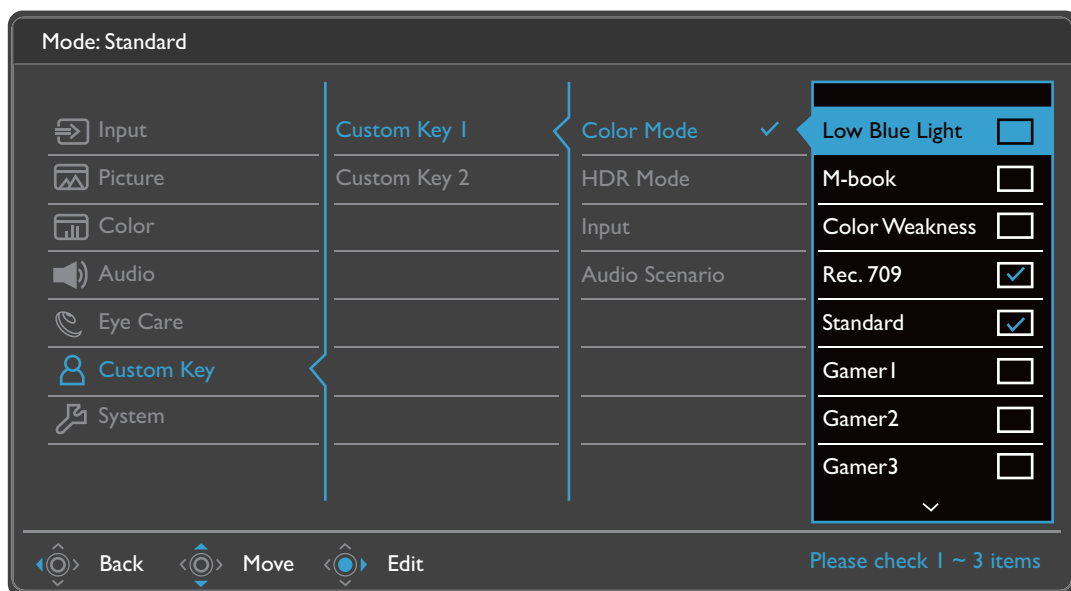 Mode: Standard
Input
Picture
Color
Audio
Eye Care
Custom Key
System
Custom Key 1
Custom Key 2
Color Mode
HDR Mode
Input
Audio Scenario
Low Blue Light
M-book
Color Weakness
Rec. 709
Standard
Gamer1
Gamer2
Gamer3
Back Move Edit
Please check 1 ~ 3 items